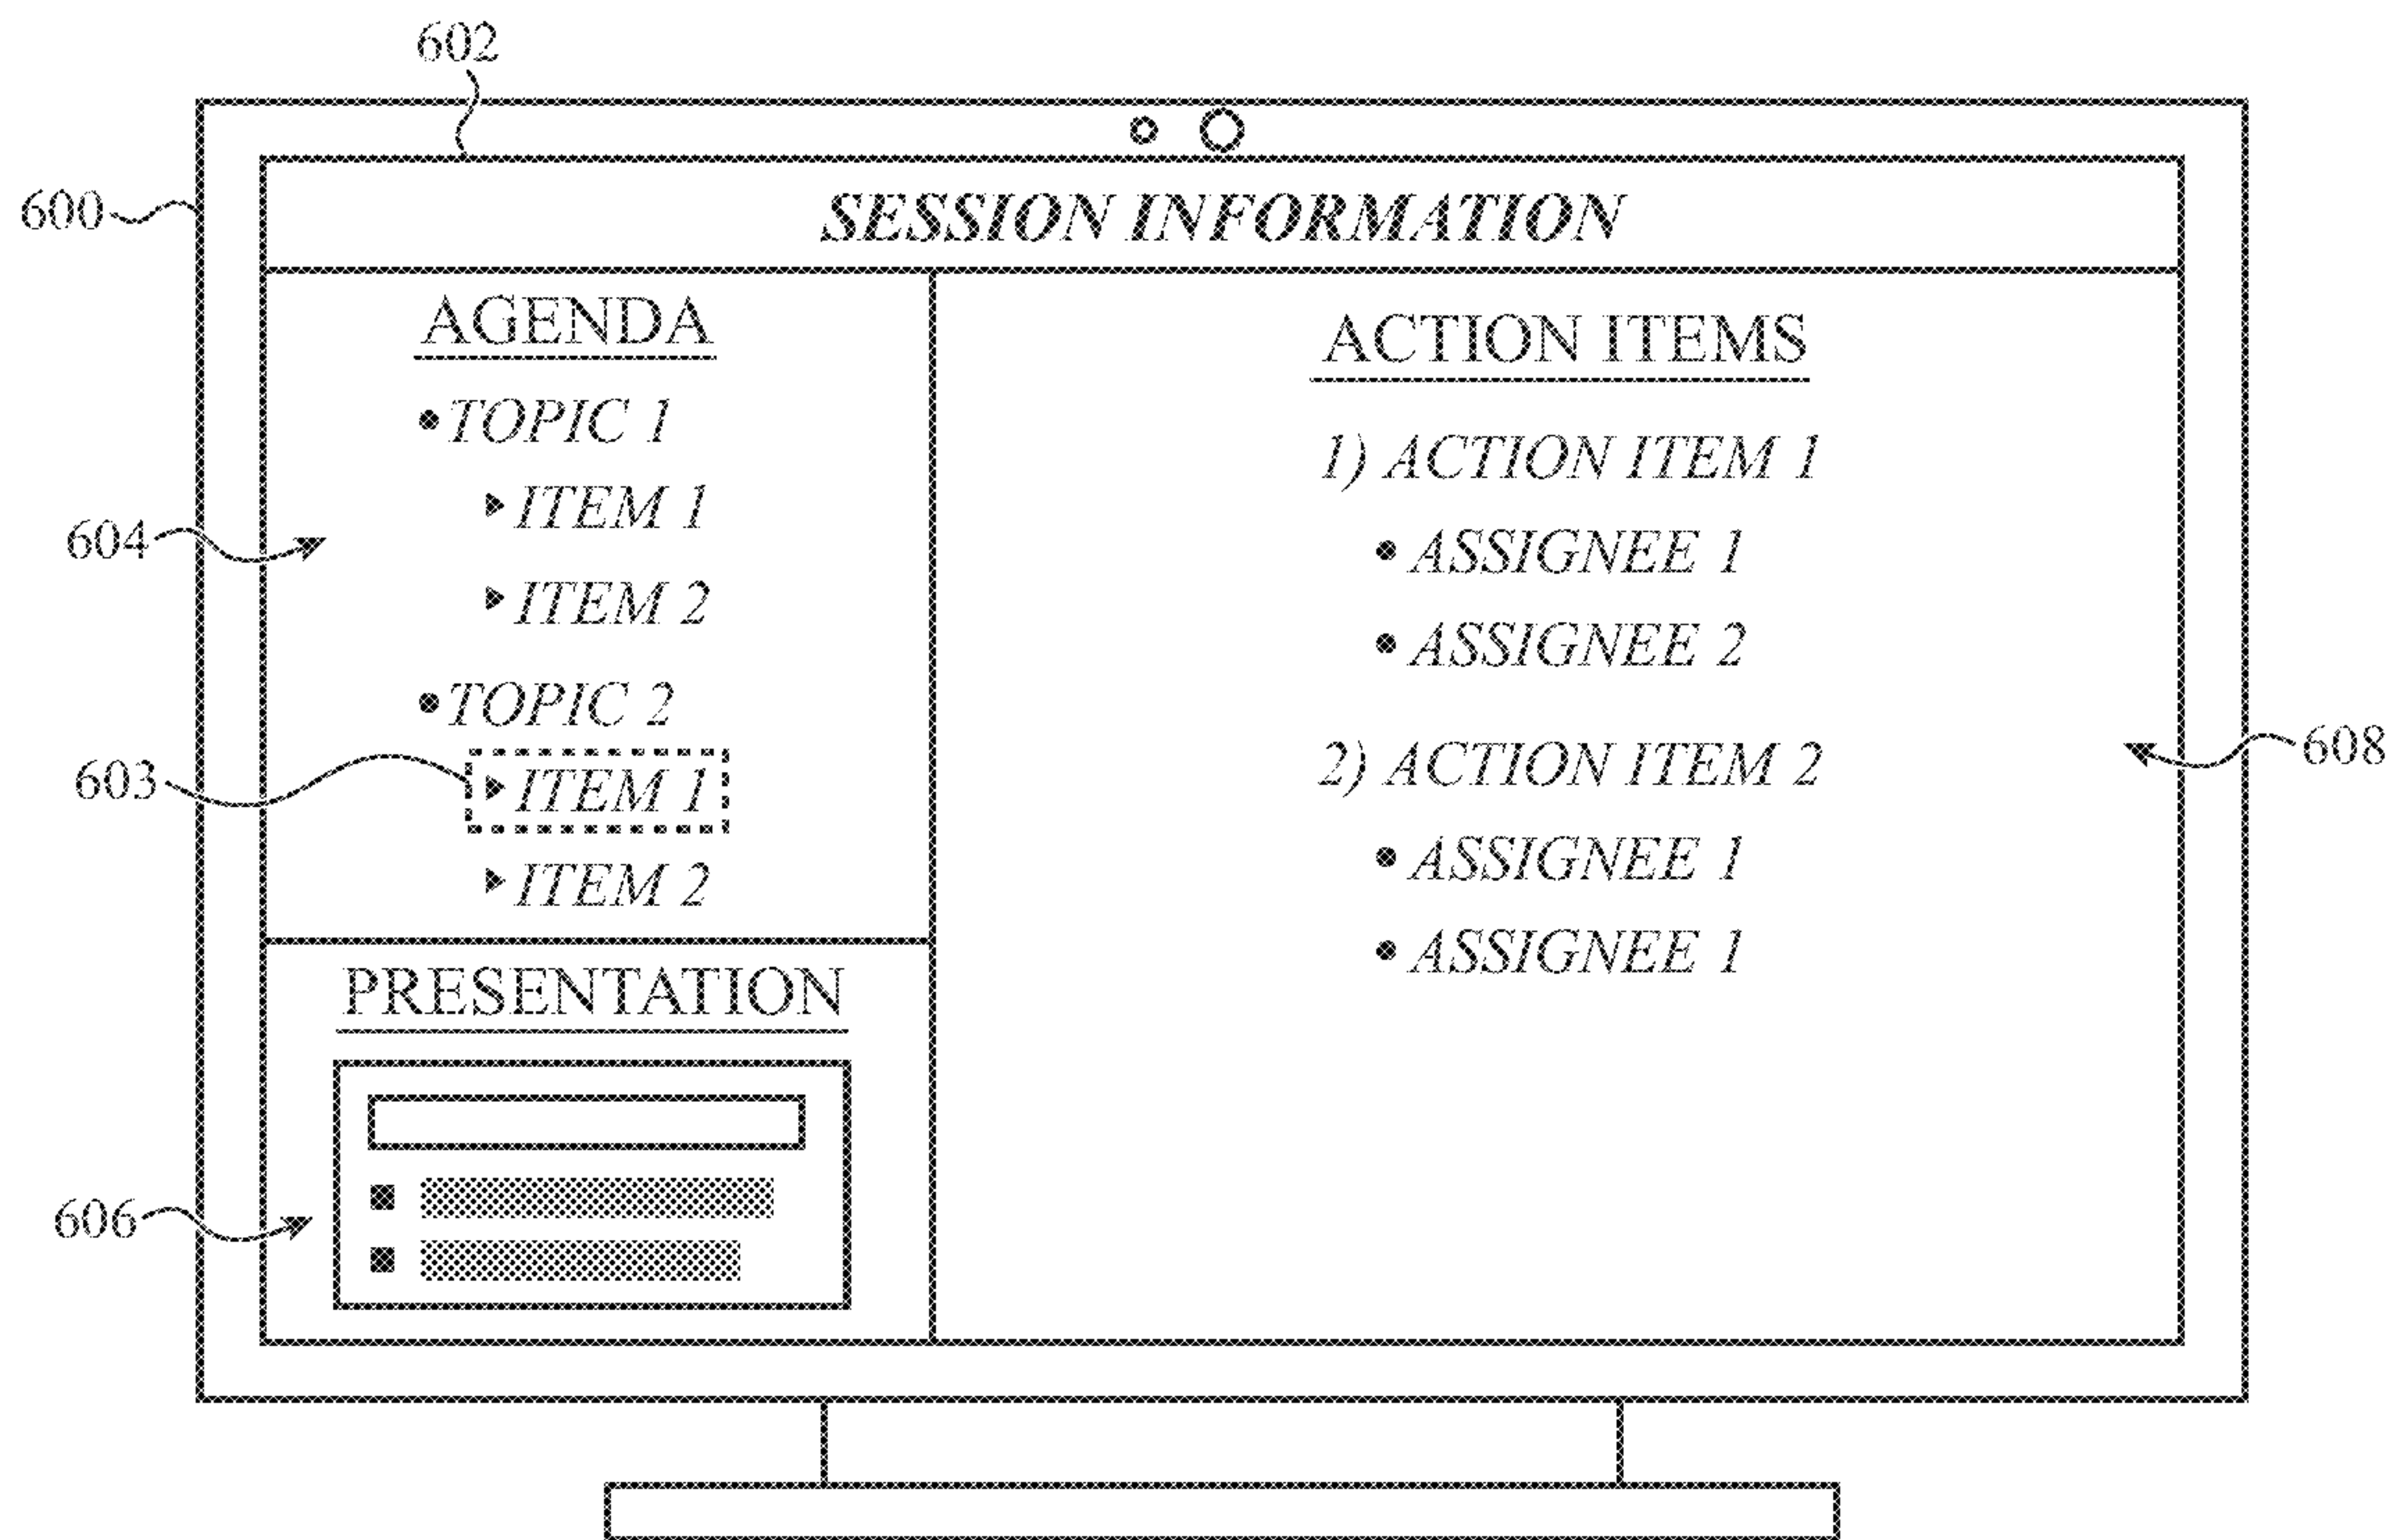 602
600
SESSION INFORMATION
AGENDA
• TOPIC 1
▸ ITEM 1
604
▸ ITEM 2
• TOPIC 2
603
▸ ITEM 1
▸ ITEM 2
PRESENTATION
606
ACTION ITEMS
1) ACTION ITEM 1
• ASSIGNEE 1
• ASSIGNEE 2
2) ACTION ITEM 2
608
• ASSIGNEE 1
• ASSIGNEE 1